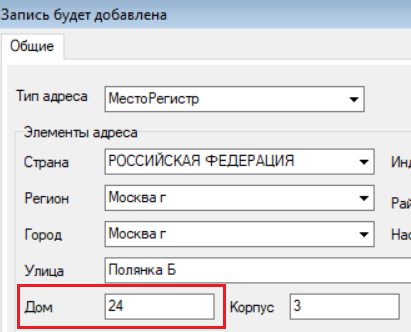 Запись будет добавлена
Общие
Тип адреса МестоРегистр
Элементы адреса
Страна РОССИЙСКАЯ ФЕДЕРАЦИЯ
Регион Москва г
Город Москва г
Улица Полянка Б
Дом 24 Корпус 3